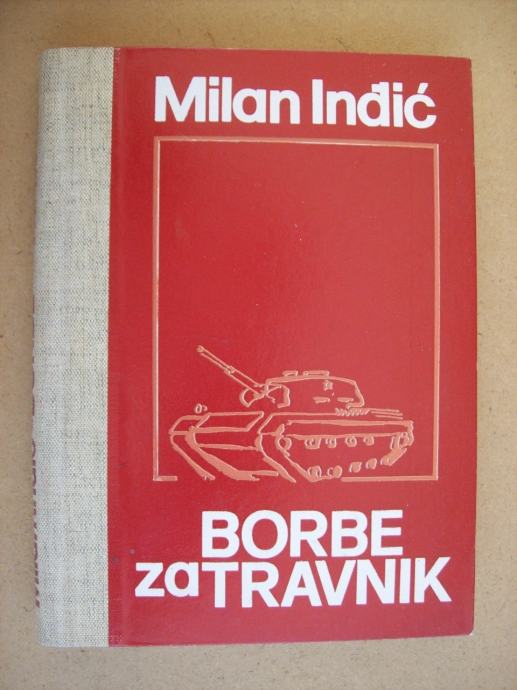 Milan Inđić
BORBE
za TRAVNIK